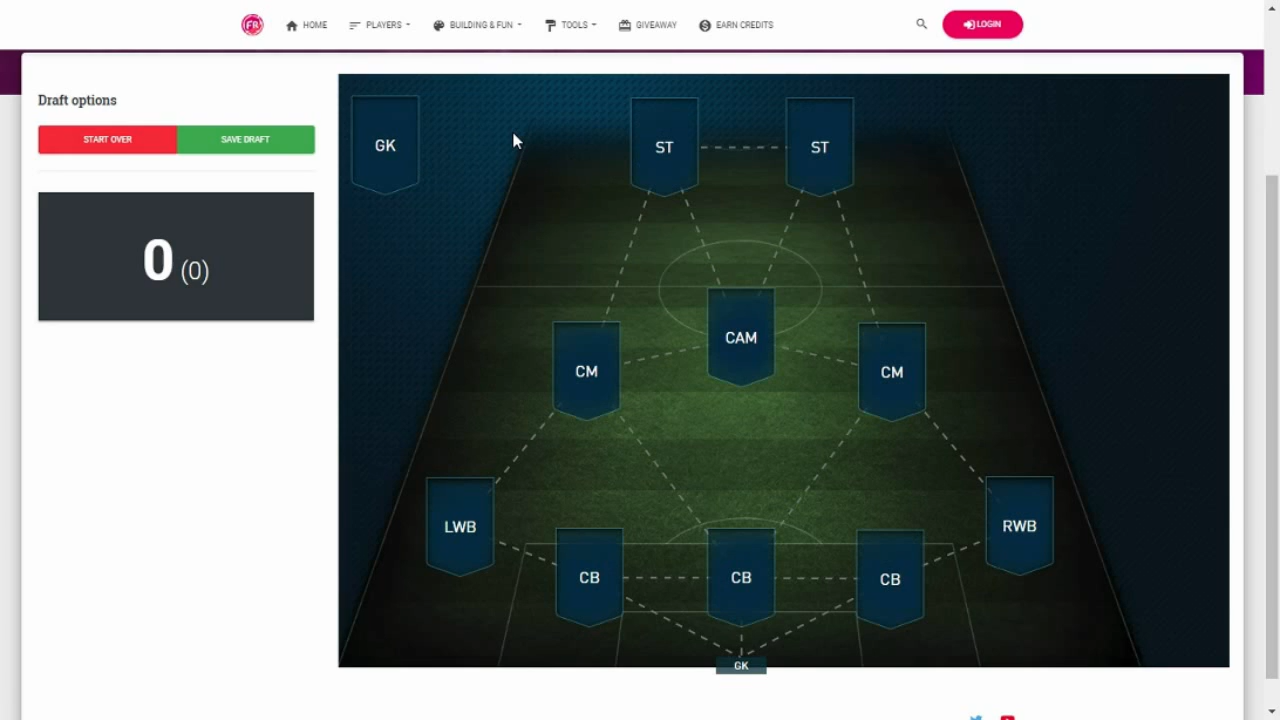 FR HOME PLAYERS BUILDING & FUN TOOLS GIVEAWAY EARN CREDITS LOGIN
Draft options
START OVER SAVE DRAFT
0 (0)
GK ST ST
CAM
CM CM
LWB RWB
CB CB CB
GK